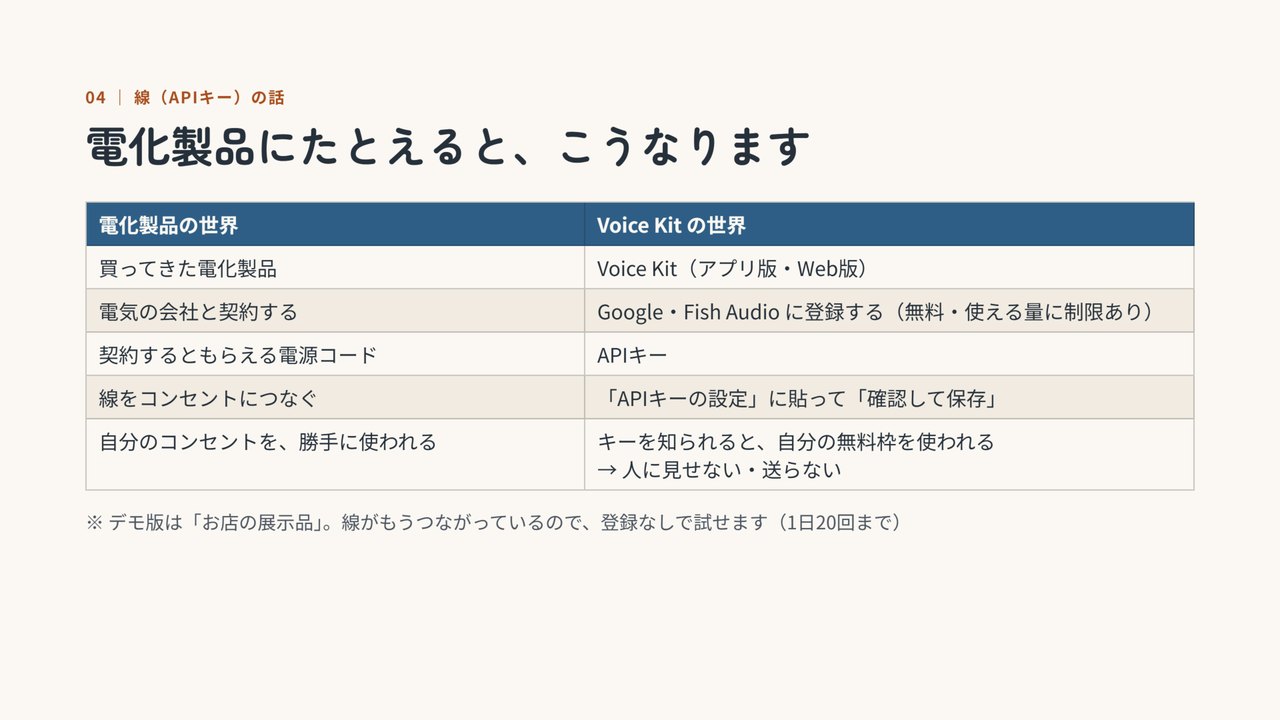 04 ｜ 線（APIキー）の話
電化製品にたとえると、こうなります
電化製品の世界
Voice Kit の世界
買ってきた電化製品
Voice Kit（アプリ版・Web版）
電気の会社と契約する
Google・Fish Audio に登録する（無料・使える量に制限あり）
契約するともらえる電源コード
APIキー
線をコンセントにつなぐ
「APIキーの設定」に貼って「確認して保存」
自分のコンセントを、勝手に使われる
キーを知られると、自分の無料枠を使われる
→ 人に見せない・送らない
※ デモ版は「お店の展示品」。線がもうつながっているので、登録なしで試せます（1日20回まで）